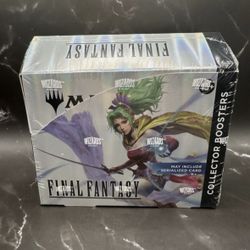 FINAL FANTASY
WIZARDS
WIZARDS
M
WIZARDS
WIZARDS
MAY INCLUDE
SERIALIZED CARD
FINAL FANTASY
COLLECTOR BOOSTERS